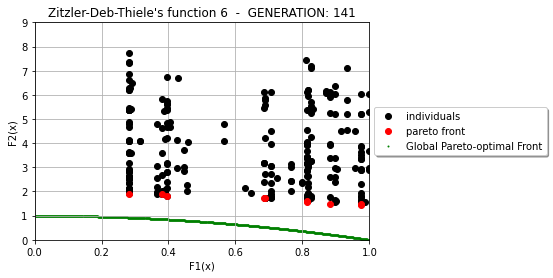 Zitzler-Deb-Thiele's function 6  -  GENERATION: 141
9
8
7
6
5
4
3
2
1
0
F2(x)
0.0 0.2 0.4 0.6 0.8 1.0
F1(x)
individuals
pareto front
Global Pareto-optimal Front